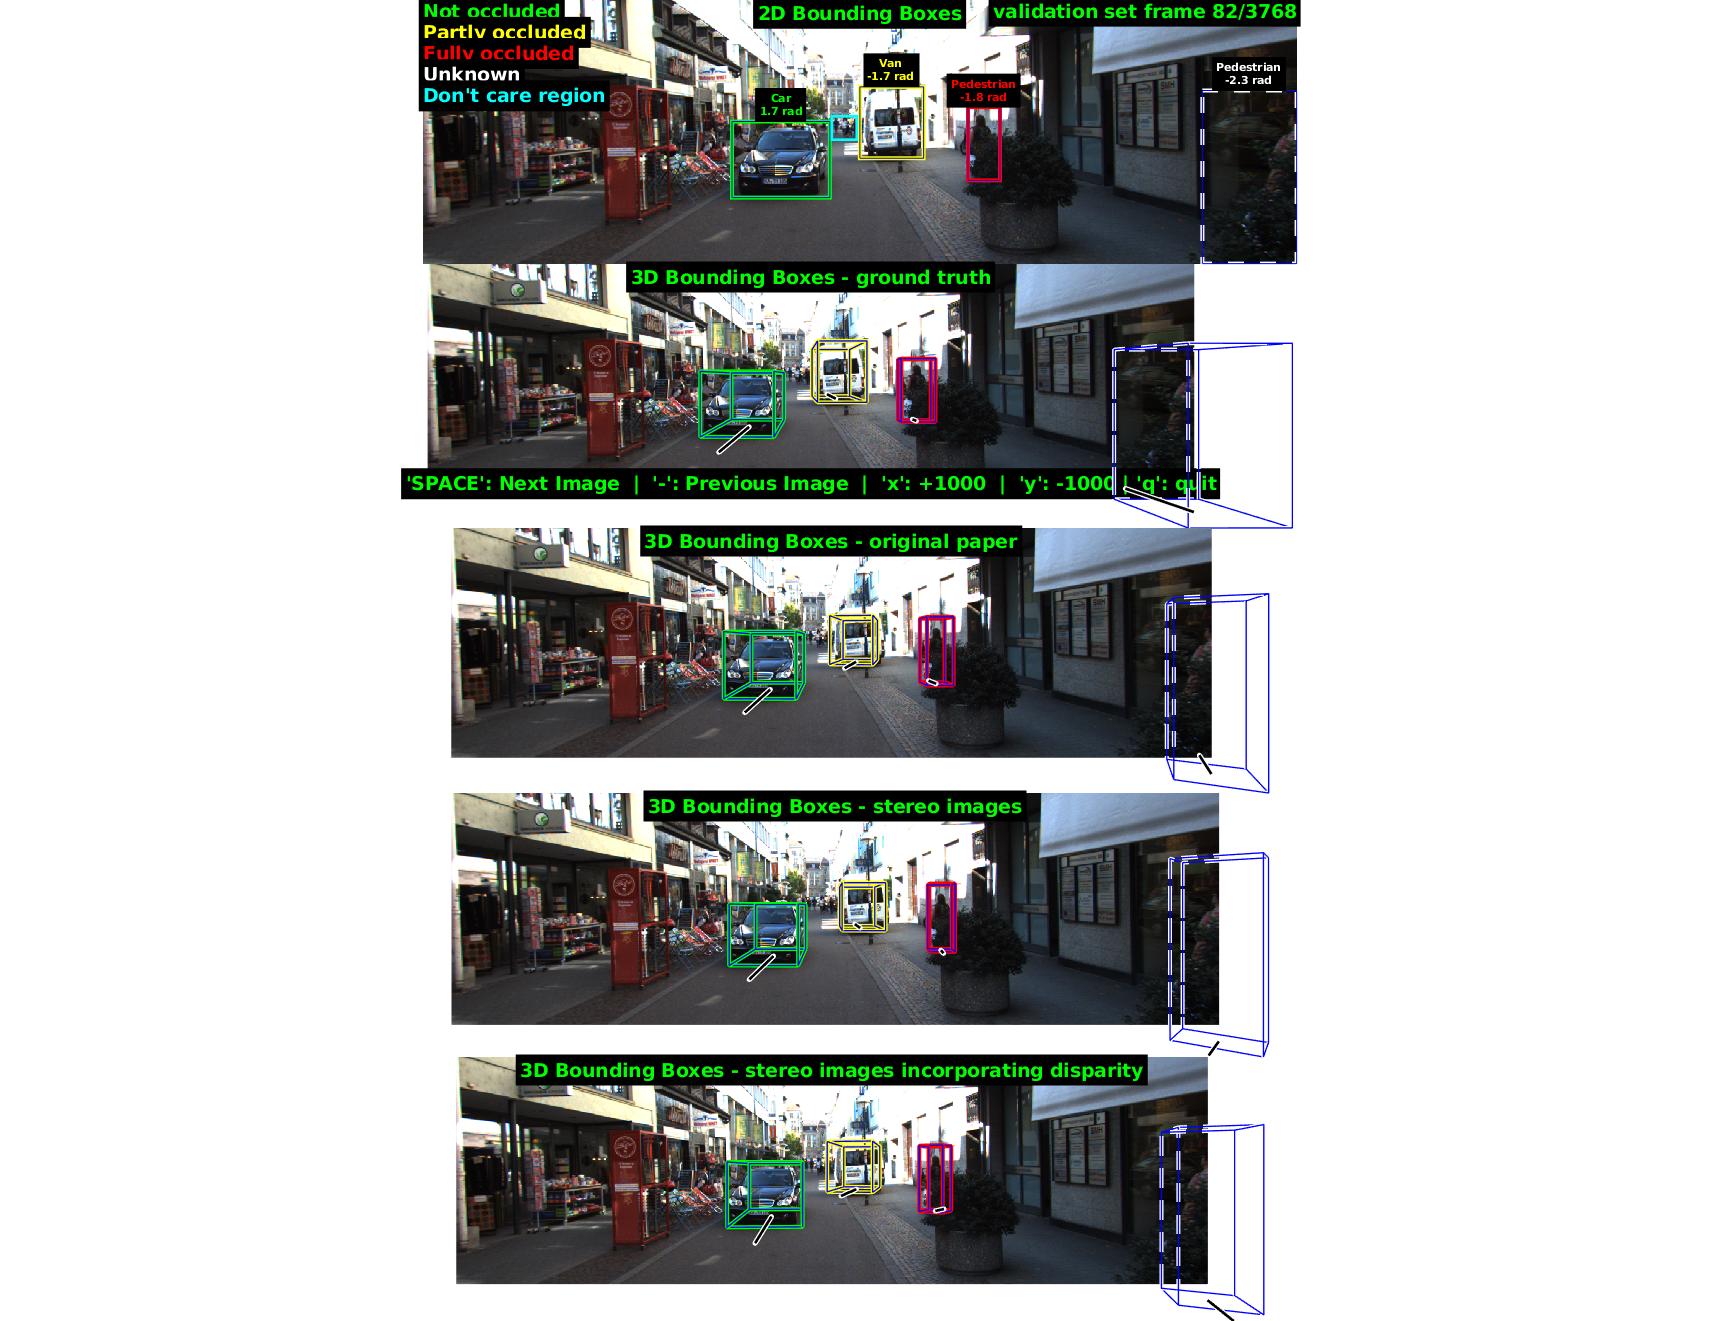 Not occluded
2D Bounding Boxes
validation set frame 82/3768
Partly occluded
Fully occluded
Unknown
Don't care region
Van
-1.7 rad
Pedestrian
-2.3 rad
Pedestrian
-1.8 rad
Car
1.7 rad
3D Bounding Boxes - ground truth
'SPACE': Next Image | '-': Previous Image | 'x': +1000 | 'y': -1000 | 'q': quit
3D Bounding Boxes - original paper
3D Bounding Boxes - stereo images
3D Bounding Boxes - stereo images incorporating disparity